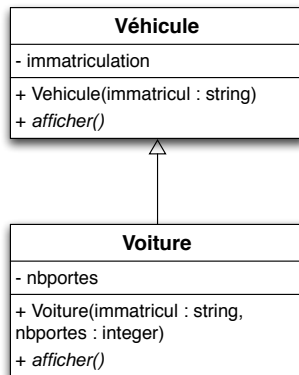 Véhicule
- immatriculation
+ Vehicule(immatricul : string)
+ afficher()
Voiture
- nbportes
+ Voiture(immatricul : string,
nbportes : integer)
+ afficher()